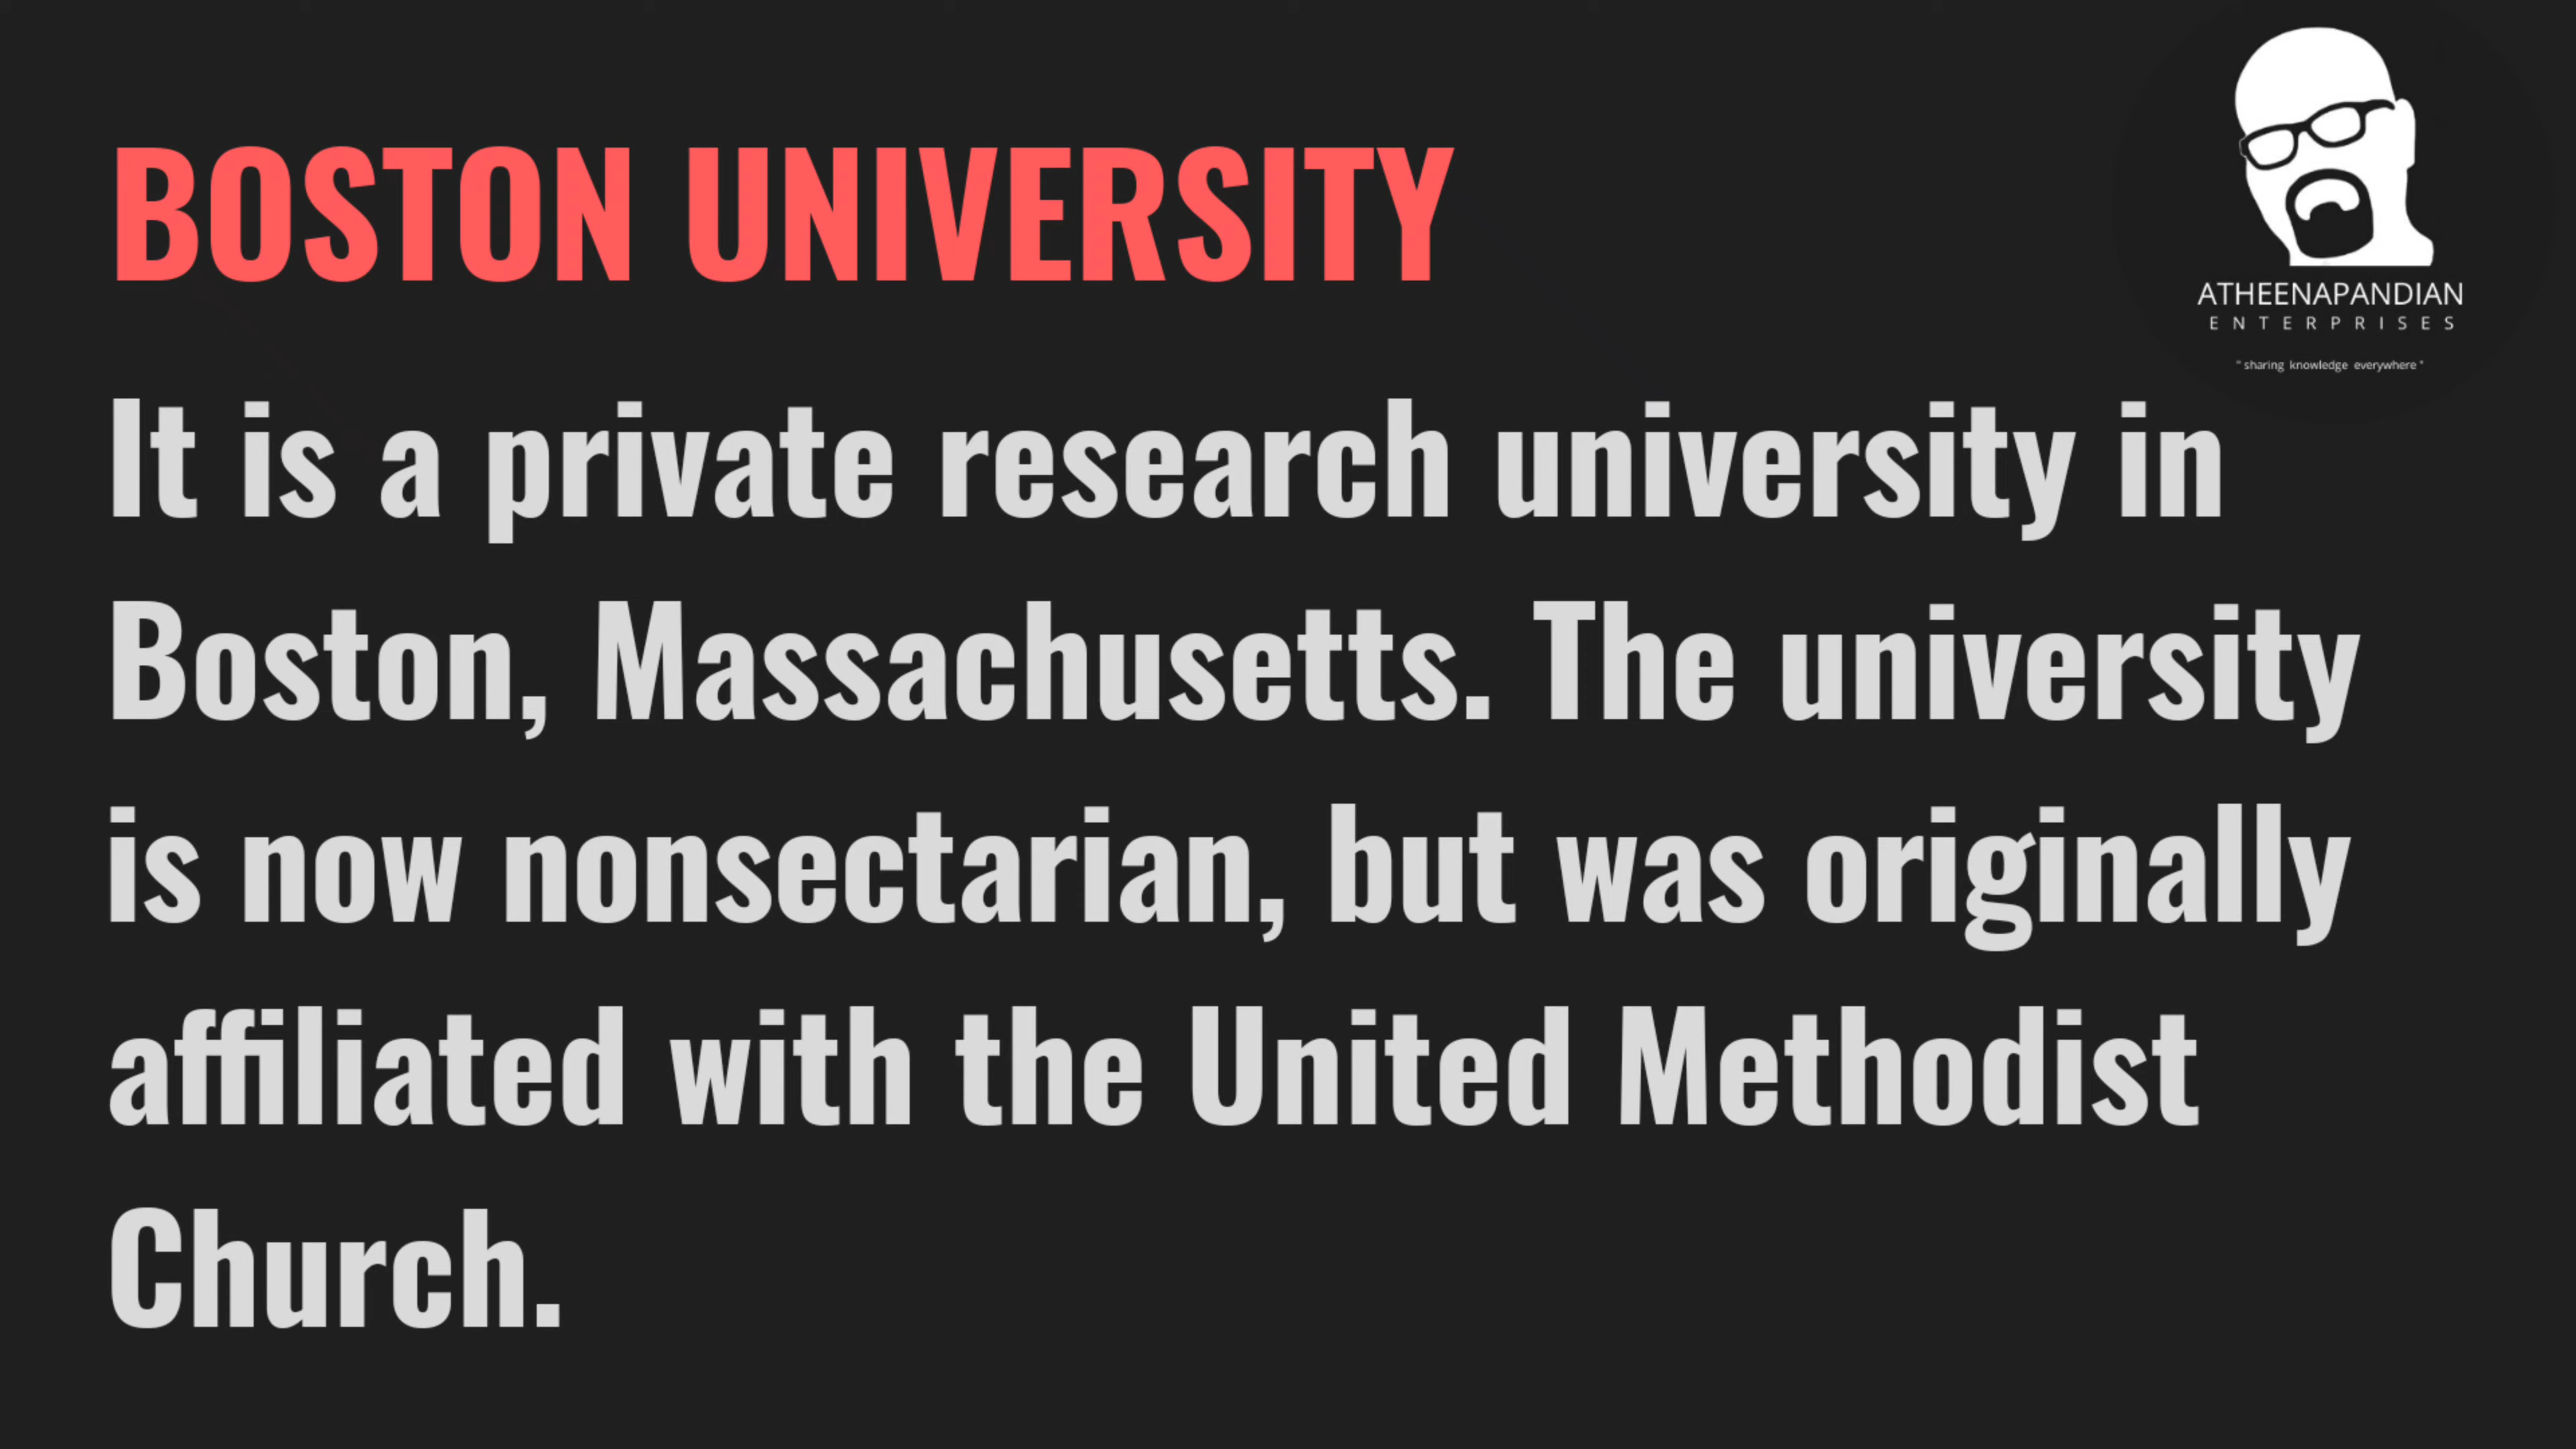 BOSTON UNIVERSITY
ATHEENAPANDIAN
ENTERPRISES
" sharing knowledge everywhere "
It is a private research university in
Boston, Massachusetts. The university
is now nonsectarian, but was originally
affiliated with the United Methodist
Church.